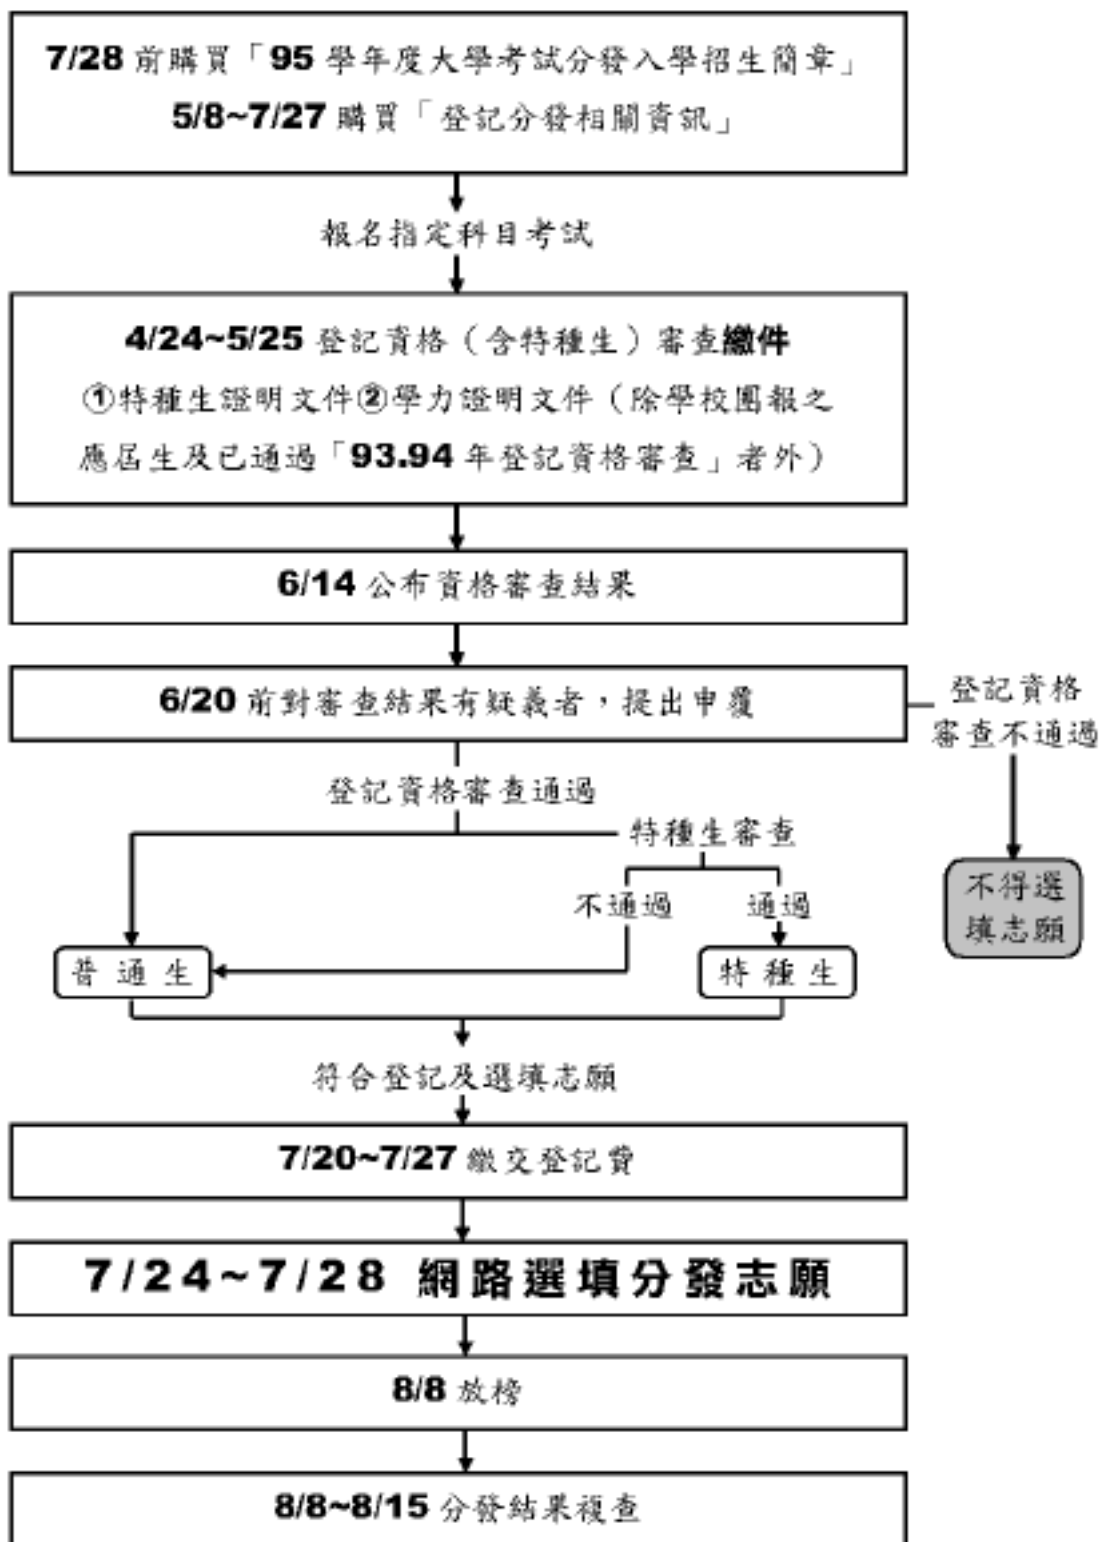 7/28 前購買「95 學年度大學考試分發入學招生簡章」
5/8~7/27 購買「登記分發相關資訊」
報名指定科目考試
4/24~5/25 登記資格（含特種生）審查繳件
①特種生證明文件②學力證明文件（除學校團報之
應屆生及已通過「93.94 年登記資格審查」者外）
6/14 公布資格審查結果
6/20 前對審查結果有疑義者，提出申覆
登記資格
審查不通過
登記資格審查通過
特種生審查
不通過
通過
不得選
填志願
普通生
特種生
符合登記及選填志願
7/20~7/27 繳交登記費
7/24~7/28 網路選填分發志願
8/8 放榜
8/8~8/15 分發結果複查